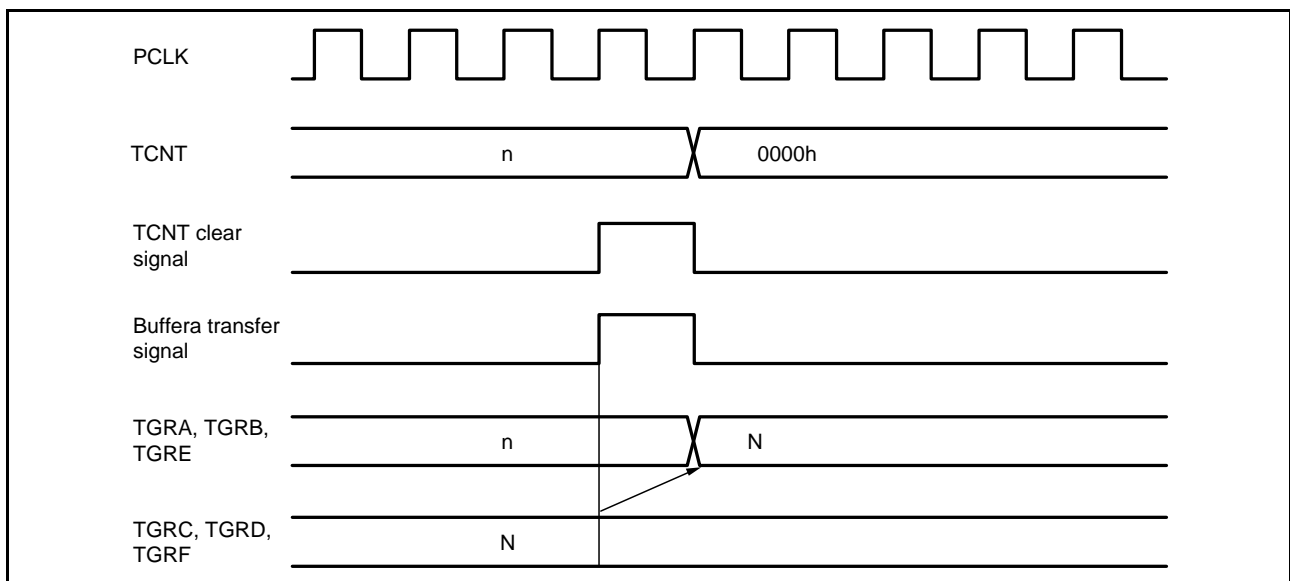 PCLK
TCNT
n
0000h
TCNT clear
signal
Buffera transfer
signal
TGRA, TGRB,
TGRE
n
N
TGRC, TGRD,
TGRF
N